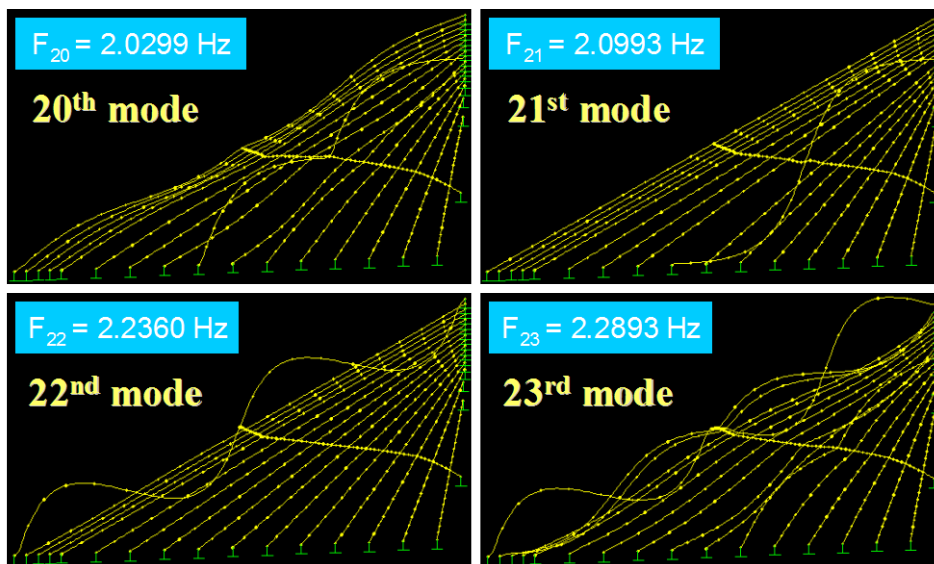 F20 = 2.0299 Hz
20th mode
F21 = 2.0993 Hz
21st mode
F22 = 2.2360 Hz
22nd mode
F23 = 2.2893 Hz
23rd mode